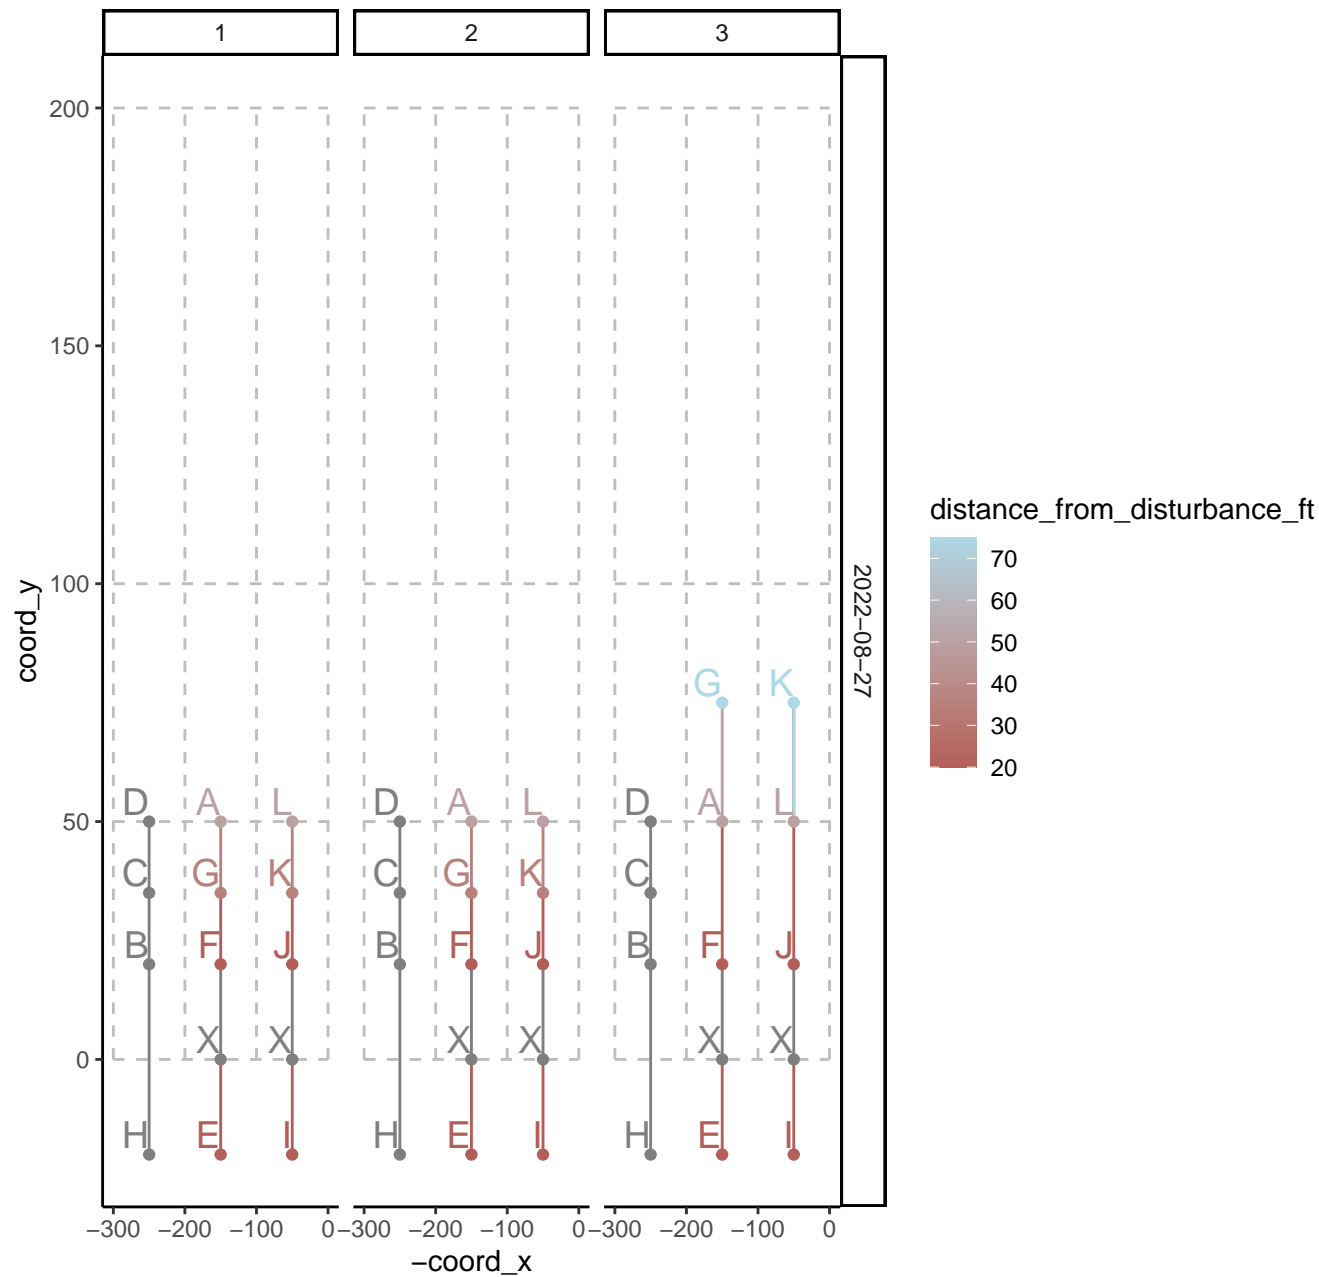 1 2 3
200
150
100
50
0
coord_y
G K G K
D A L D A L D A L
C G K C G K C
B F J B F J B F J
X X X X X X
H E I H E I H E I
−300 −200 −100 0 −300 −200 −100 0 −300 −200 −100 0
−coord_x
2022−08−27
distance_from_disturbance_ft
70
60
50
40
30
20